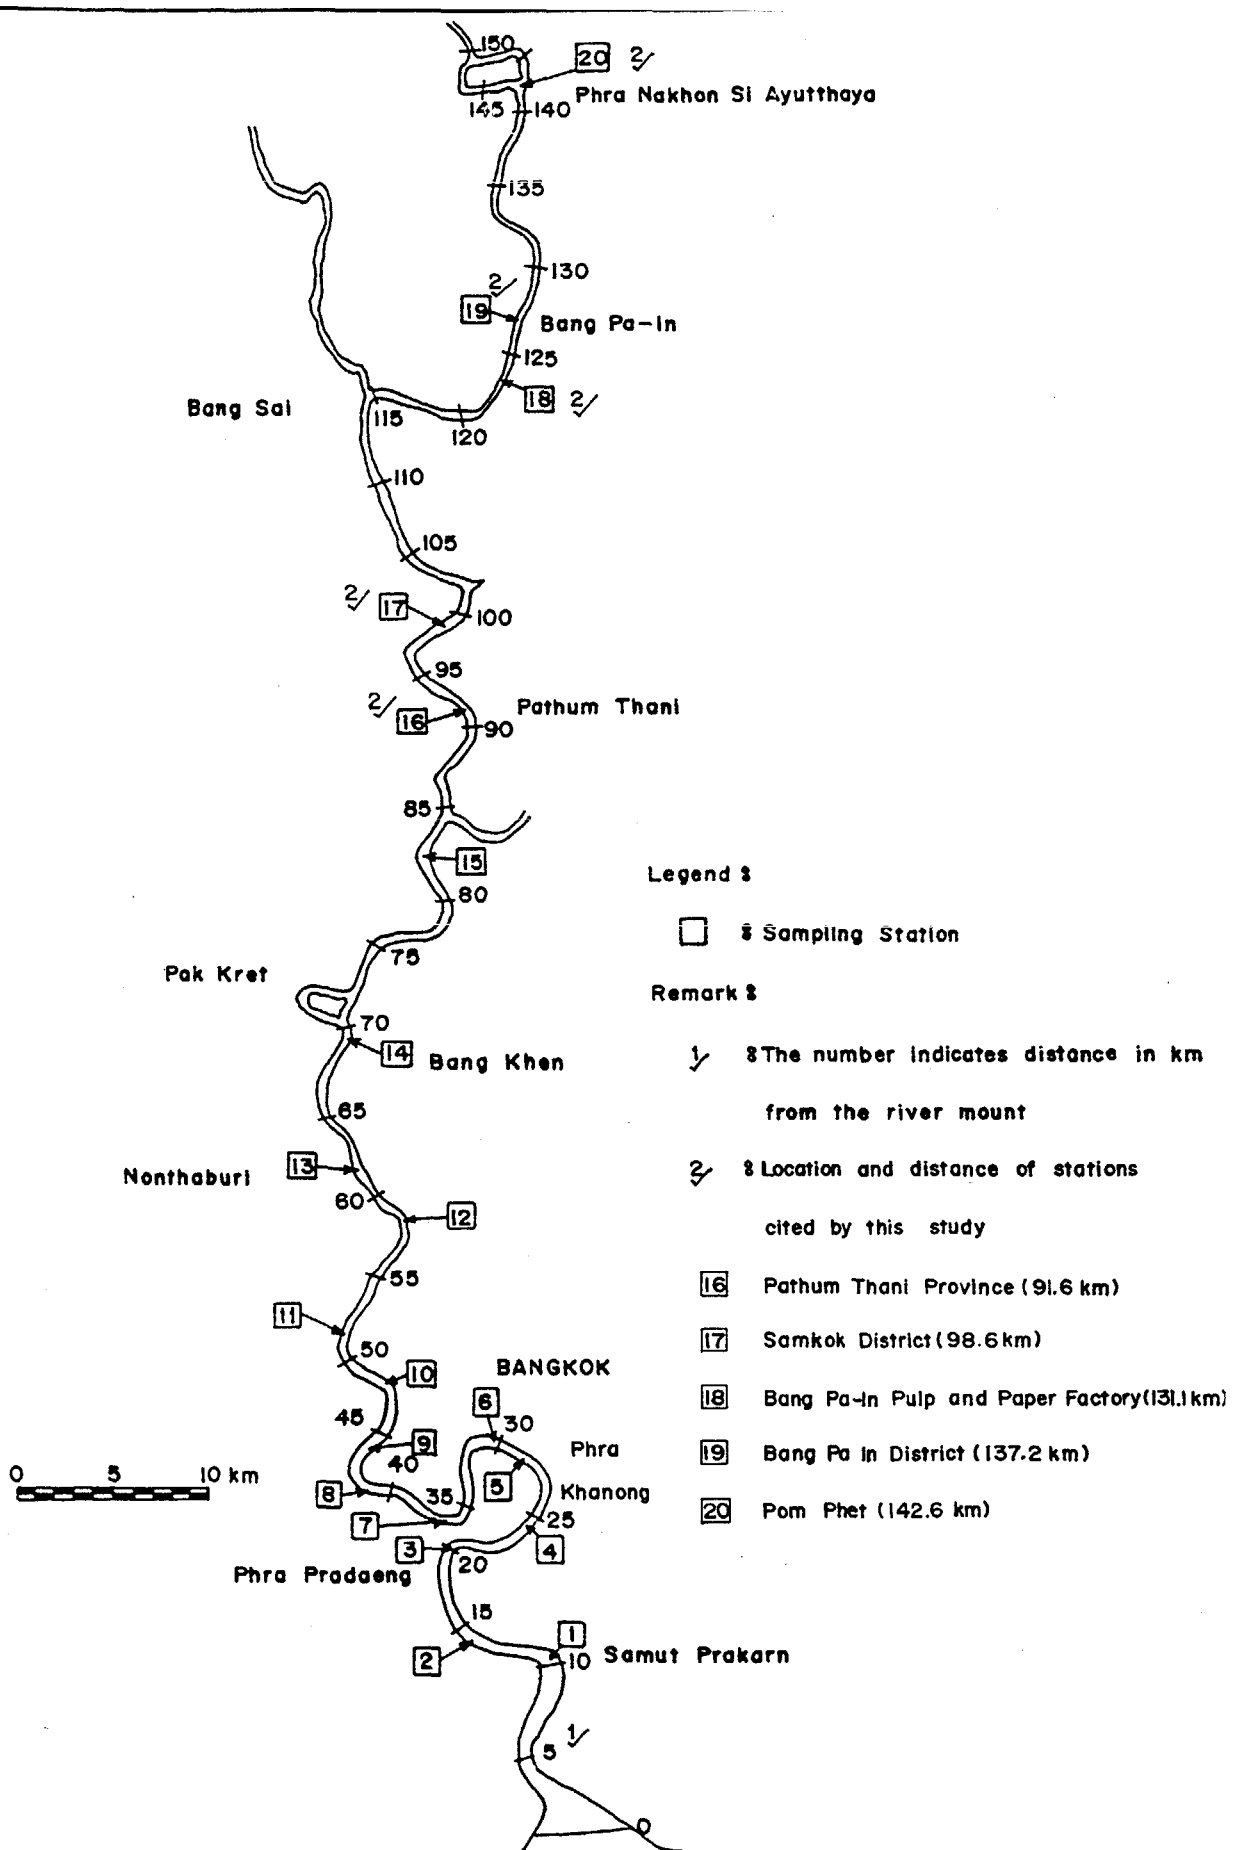 150
20 2/
Phra Nakhon Si Ayutthaya
145 140
135
130
2/
19
Bang Pa-In
125
18 2/
Bang Sai
115
120
110
105
2/ 17
100
95
2/ 16
Pathum Thani
90
85
15
80
75
Pak Kret
70
14
Bang Khen
65
13
Nonthaburi
60
12
55
11
50
10
BANGKOK
6
45
30
9
Phra
40
5
8
Khanong
35
7
25
4
3
20
Phra Pradaeng
15
1
2
10
Samut Prakarn
1/
5
0
0 5 10 km
Legend :
: Sampling Station
Remark :
1/ : The number indicates distance in km
from the river mount
2/ : Location and distance of stations
cited by this study
16 Pathum Thani Province (91.6 km)
17 Samkok District (98.6 km)
18 Bang Pa-In Pulp and Paper Factory (131.1 km)
19 Bang Pa In District (137.2 km)
20 Pom Phet (142.6 km)